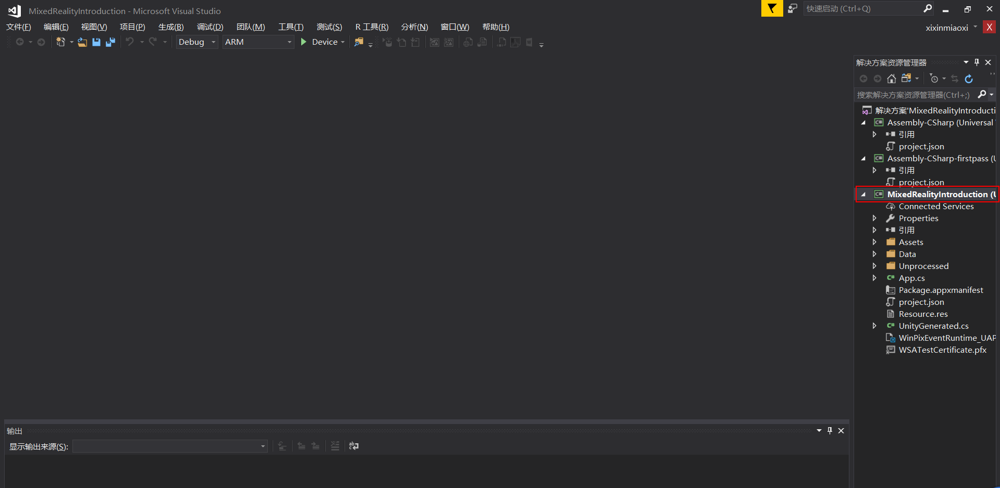 MixedRealityIntroduction - Microsoft Visual Studio
快速启动 (Ctrl+Q)
文件(F) 编辑(E) 视图(V) 项目(P) 生成(B) 调试(D) 团队(M) 工具(T) 测试(S) R 工具(R) 分析(N) 窗口(W) 帮助(H)
xixinmiaoxi X
Debug ARM Device
解决方案资源管理器
搜索解决方案资源管理器(Ctrl+;)
解决方案'MixedRealityIntroducti
C# Assembly-CSharp (Universal
引用
project.json
C# Assembly-CSharp-firstpass (U
引用
project.json
C# MixedRealityIntroduction (U
Connected Services
Properties
引用
Assets
Data
Unprocessed
C# App.cs
Package.appxmanifest
project.json
Resource.res
C# UnityGenerated.cs
WinPixEventRuntime_UAP
WSATestCertificate.pfx
输出
显示输出来源(S):